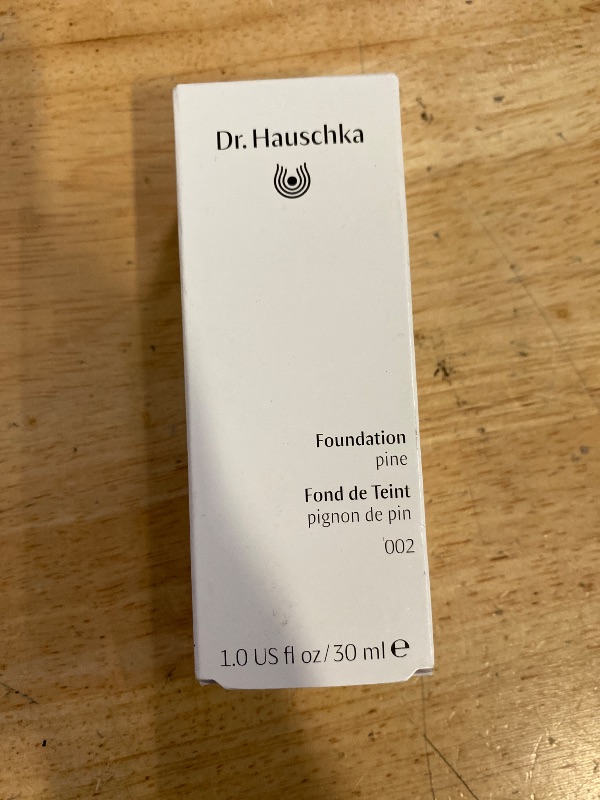 Dr. Hauschka
Foundation
pine
Fond de Teint
pignon de pin
002
1.0 US fl oz/30 ml ℮